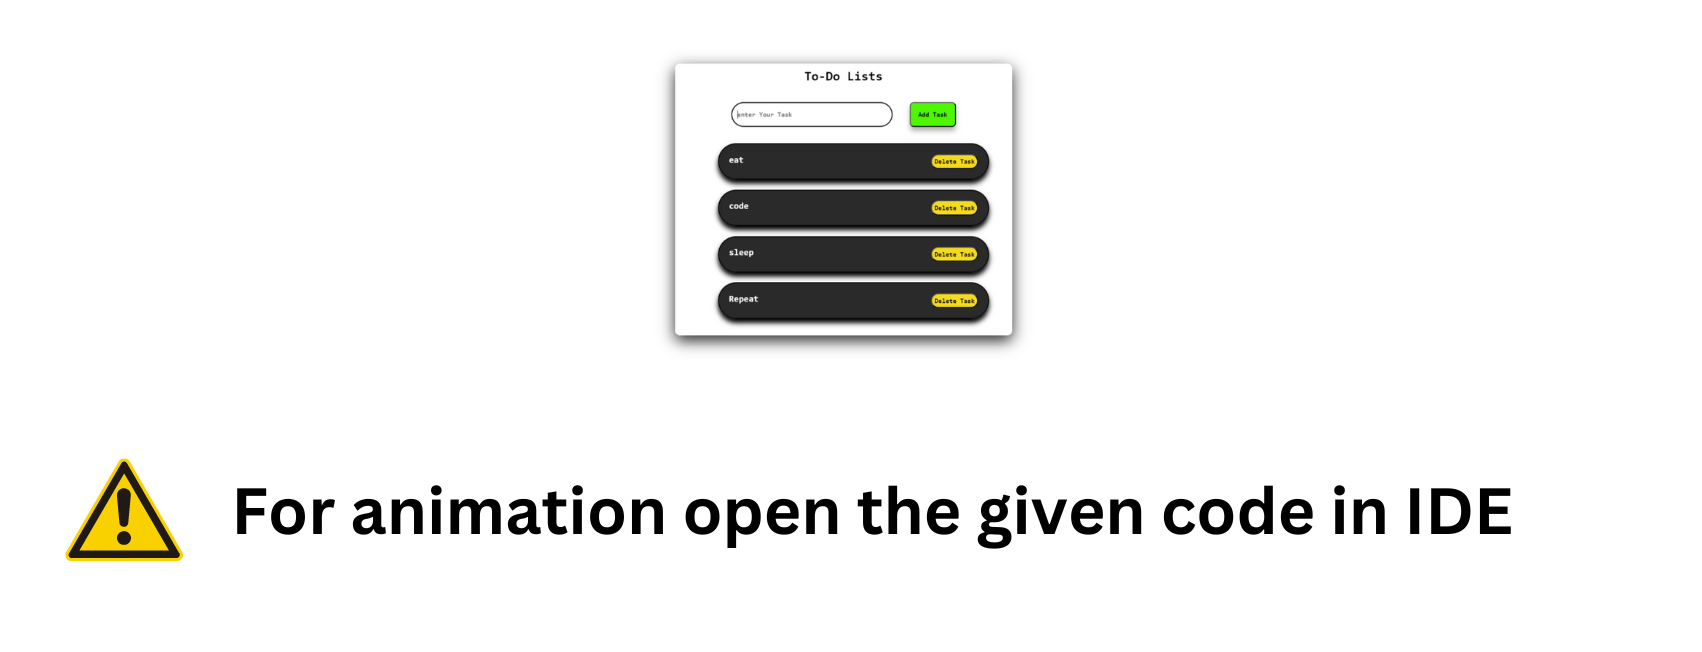 To-Do Lists
enter Your Task
Add Task
eat
Delete Task
code
Delete Task
sleep
Delete Task
Repeat
Delete Task
For animation open the given code in IDE